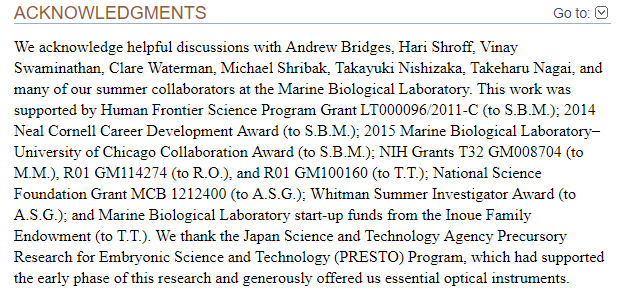 ACKNOWLEDGMENTS
Go to:
We acknowledge helpful discussions with Andrew Bridges, Hari Shroff, Vinay
Swaminathan, Clare Waterman, Michael Shribak, Takayuki Nishizaka, Takeharu Nagai, and
many of our summer collaborators at the Marine Biological Laboratory. This work was
supported by Human Frontier Science Program Grant LT000096/2011-C (to S.B.M.); 2014
Neal Cornell Career Development Award (to S.B.M.); 2015 Marine Biological Laboratory–
University of Chicago Collaboration Award (to S.B.M.); NIH Grants T32 GM008704 (to
M.M.), R01 GM114274 (to R.O.), and R01 GM100160 (to T.T.); National Science
Foundation Grant MCB 1212400 (to A.S.G.); Whitman Summer Investigator Award (to
A.S.G.); and Marine Biological Laboratory start-up funds from the Inoue Family
Endowment (to T.T.). We thank the Japan Science and Technology Agency Precursory
Research for Embryonic Science and Technology (PRESTO) Program, which had supported
the early phase of this research and generously offered us essential optical instruments.